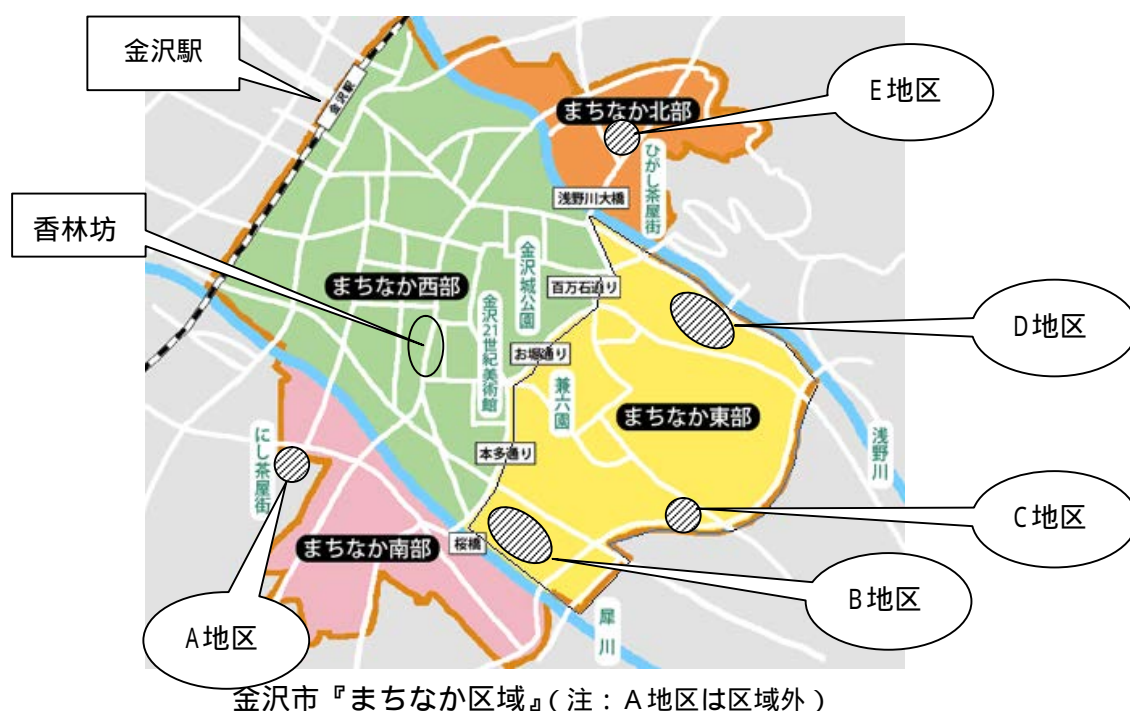 金沢駅
金沢駅
E地区
まちなか北部
ひがし茶屋街
浅野川大橋
香林坊
金沢城公園
まちなか西部
百万石通り
金沢21世紀美術館
D地区
お堀通り
兼六園
まちなか東部
にし茶屋街
浅野川
本多通り
C地区
まちなか南部
桜橋
B地区
A地区
犀川
金沢市『まちなか区域』(注:A地区は区域外)